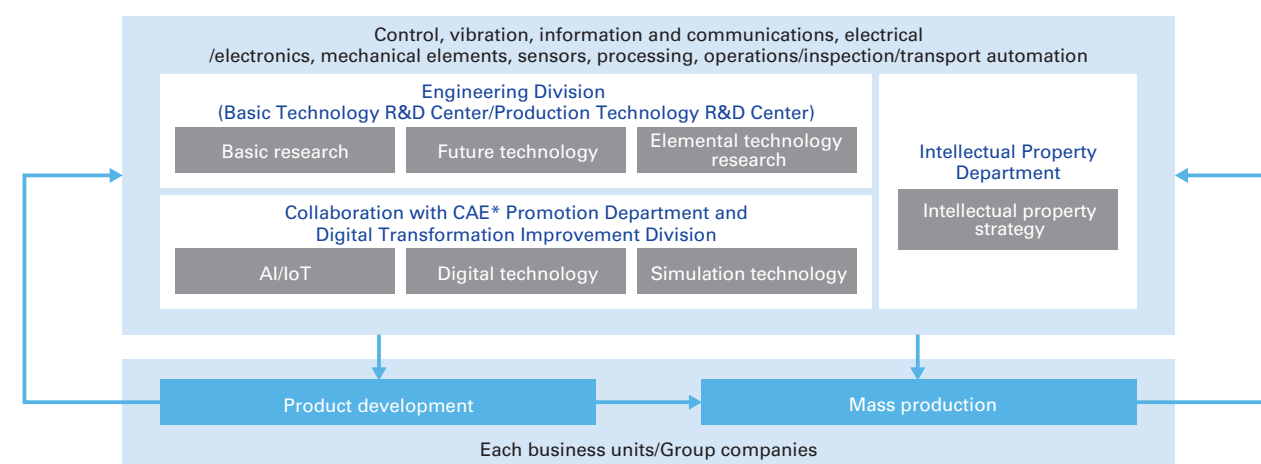 Control, vibration, information and communications, electrical
/electronics, mechanical elements, sensors, processing, operations/inspection/transport automation
Engineering Division
(Basic Technology R&D Center/Production Technology R&D Center)
Basic research
Future technology
Elemental technology
research
Collaboration with CAE* Promotion Department and
Digital Transformation Improvement Division
AI/IoT
Digital technology
Simulation technology
Intellectual Property
Department
Intellectual property
strategy
Product development
Mass production
Each business units/Group companies